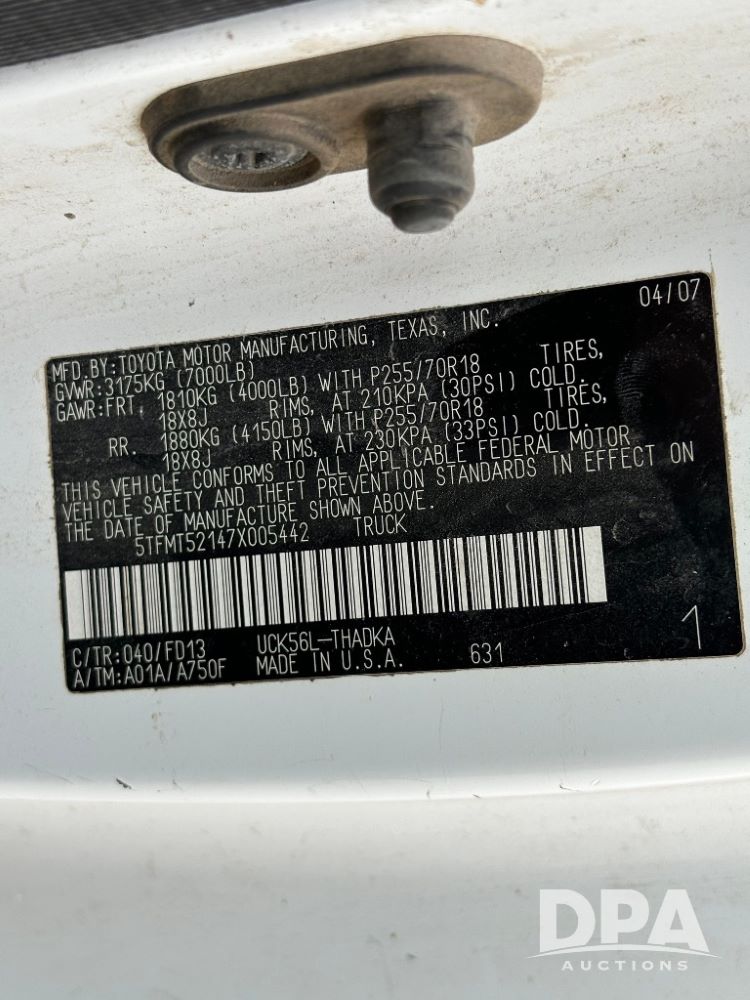 04/07
MFD.BY:TOYOTA MOTOR MANUFACTURING, TEXAS, INC.
GVWR:3175KG (7000LB)
GAWR:FRT. 1810KG (4000LB) WITH P255/70R18 TIRES,
18X8J RIMS, AT 210KPA (30PSI) COLD.
RR. 1880KG (4150LB) WITH P255/70R18 TIRES,
18X8J RIMS, AT 230KPA (33PSI) COLD.
THIS VEHICLE CONFORMS TO ALL APPLICABLE FEDERAL MOTOR
VEHICLE SAFETY AND THEFT PREVENTION STANDARDS IN EFFECT ON
THE DATE OF MANUFACTURE SHOWN ABOVE.
5TFMT52147X005442 TRUCK
C/TR:040/FD13 UCK56L-THADKA
A/TM:A01A/A750F MADE IN U.S.A. 631 1
DPA
AUCTIONS